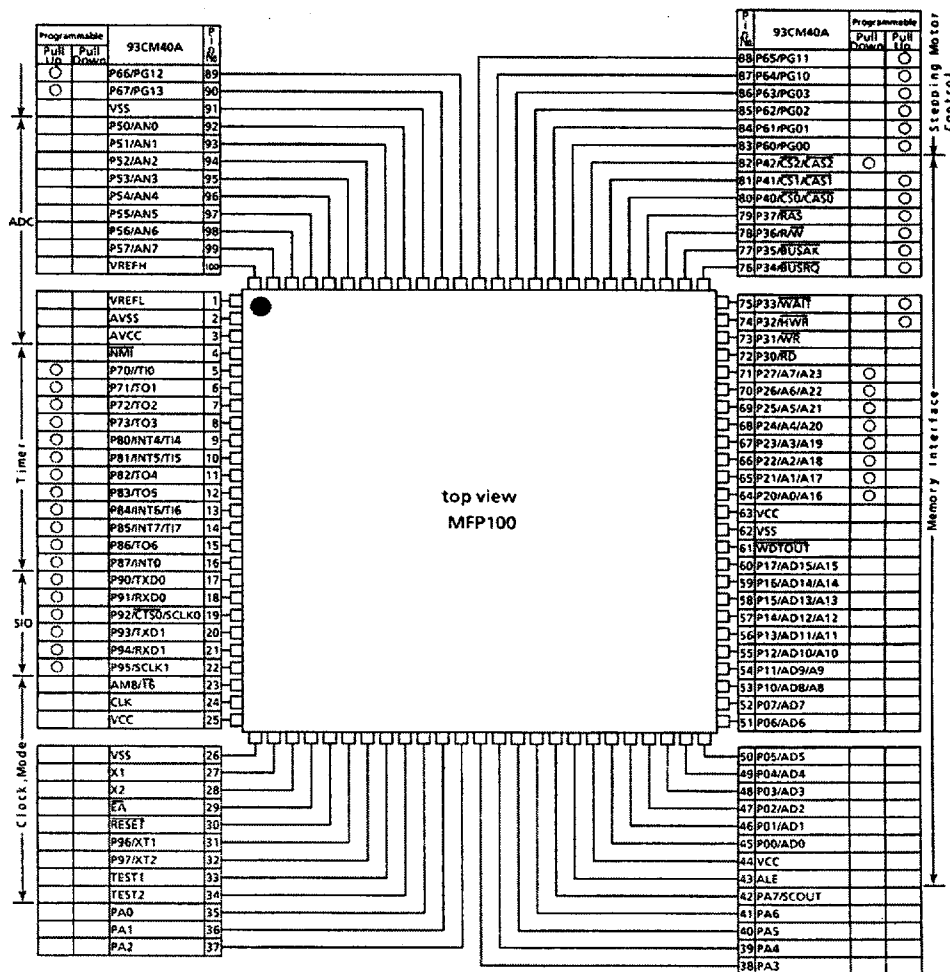 Programmable
Pull Up
Pull Down
93CM40A
Pin No.
P66/PG12 89
P67/PG13 90
VSS 91
P50/AN0 92
P51/AN1 93
P52/AN2 94
P53/AN3 95
P54/AN4 96
P55/AN5 97
P56/AN6 98
P57/AN7 99
VREFH 100
ADC
VREFL 1
AVSS 2
AVCC 3
NMI 4
P70/TI0 5
P71/TO1 6
P72/TO2 7
P73/TO3 8
P80/INT4/TI4 9
P81/INT5/TI5 10
P82/TO4 11
P83/TO5 12
P84/INT6/TI6 13
P85/INT7/TI7 14
P86/TO6 15
P87/INT0 16
Timer
P90/TXD0 17
P91/RXD0 18
P92/CTS0/SCLK0 19
P93/TXD1 20
P94/RXD1 21
P95/SCLK1 22
SIO
AM8/16 23
CLK 24
VCC 25
VSS 26
X1 27
X2 28
EA 29
RESET 30
P96/XT1 31
P97/XT2 32
TEST1 33
TEST2 34
Clock, Mode
PA0 35
PA1 36
PA2 37
top view
MFP100
Pin No.
93CM40A
Programmable
Pull Down
Pull Up
88 P65/PG11
87 P64/PG10
86 P63/PG03
85 P62/PG02
84 P61/PG01
83 P60/PG00
Stepping Motor Control
82 P42/CS2/CAS2
81 P41/CS1/CAS1
80 P40/CS0/CAS0
79 P37/RAS
78 P36/R/W
77 P35/BUSAK
76 P34/BUSRQ
75 P33/WAIT
74 P32/HWR
73 P31/WR
72 P30/RD
71 P27/A7/A23
70 P26/A6/A22
69 P25/A5/A21
68 P24/A4/A20
67 P23/A3/A19
66 P22/A2/A18
65 P21/A1/A17
64 P20/A0/A16
63 VCC
62 VSS
61 WDTOUT
60 P17/AD15/A15
59 P16/AD14/A14
58 P15/AD13/A13
57 P14/AD12/A12
56 P13/AD11/A11
55 P12/AD10/A10
54 P11/AD9/A9
53 P10/AD8/A8
52 P07/AD7
51 P06/AD6
50 P05/AD5
49 P04/AD4
48 P03/AD3
47 P02/AD2
46 P01/AD1
45 P00/AD0
44 VCC
43 ALE
Memory Interface
42 PA7/SCOUT
41 PA6
40 PA5
39 PA4
38 PA3